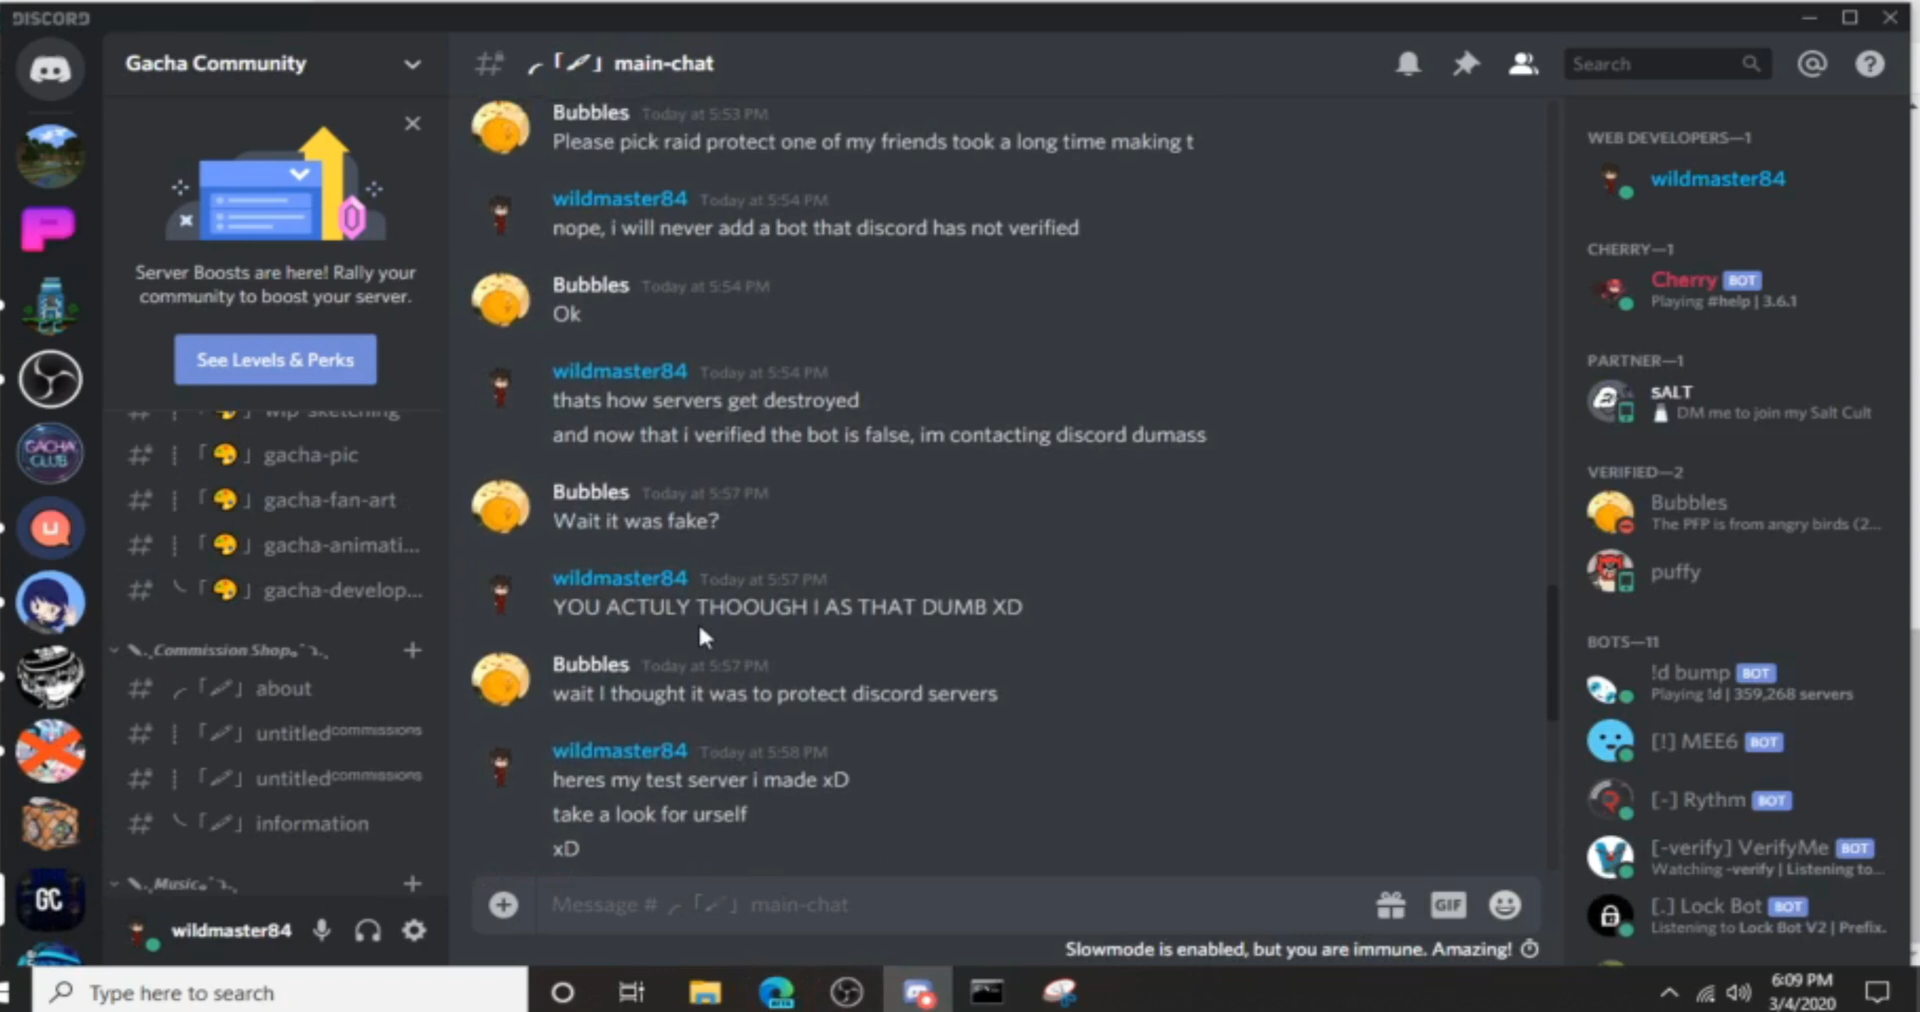 DISCORD
Gacha Community
Server Boosts are here! Rally your
community to boost your server.
See Levels & Perks
wip-sketching
gacha-pic
gacha-fan-art
gacha-animati...
gacha-develop...
Commission Shop
about
untitledᶜᵒᵐᵐⁱˢˢⁱᵒⁿˢ
untitledᶜᵒᵐᵐⁱˢˢⁱᵒⁿˢ
information
Music
wildmaster84
main-chat
Search
Bubbles Today at 5:53 PM
Please pick raid protect one of my friends took a long time making t
wildmaster84 Today at 5:54 PM
nope, i will never add a bot that discord has not verified
Bubbles Today at 5:54 PM
Ok
wildmaster84 Today at 5:54 PM
thats how servers get destroyed
and now that i verified the bot is false, im contacting discord dumass
Bubbles Today at 5:57 PM
Wait it was fake?
wildmaster84 Today at 5:57 PM
YOU ACTULY THOOUGH I AS THAT DUMB XD
Bubbles Today at 5:57 PM
wait I thought it was to protect discord servers
wildmaster84 Today at 5:58 PM
heres my test server i made xD
take a look for urself
xD
Message # 「」 main-chat
GIF
Slowmode is enabled, but you are immune. Amazing!
WEB DEVELOPERS—1
wildmaster84
CHERRY—1
Cherry BOT
Playing #help | 3.6.1
PARTNER—1
sALT
DM me to join my Salt Cult
VERIFIED—2
Bubbles
The PFP is from angry birds (2...
puffy
BOTS—11
!d bump BOT
Playing !d | 359,268 servers
[!] MEE6 BOT
[-] Rythm BOT
[-verify] VerifyMe BOT
Watching -verify | Listening to...
[.] Lock Bot BOT
Listening to Lock Bot V2 | Prefix.
GACHA
CLUB
GC
Type here to search
BETA
6:09 PM
3/4/2020